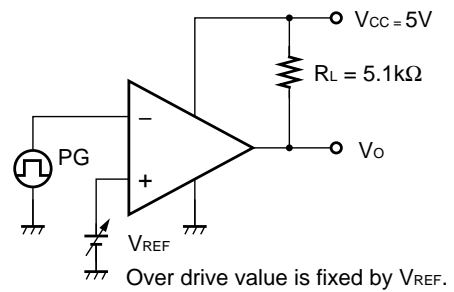 VCC = 5V
RL = 5.1kΩ
PG
−
+
VO
VREF
Over drive value is fixed by VREF.